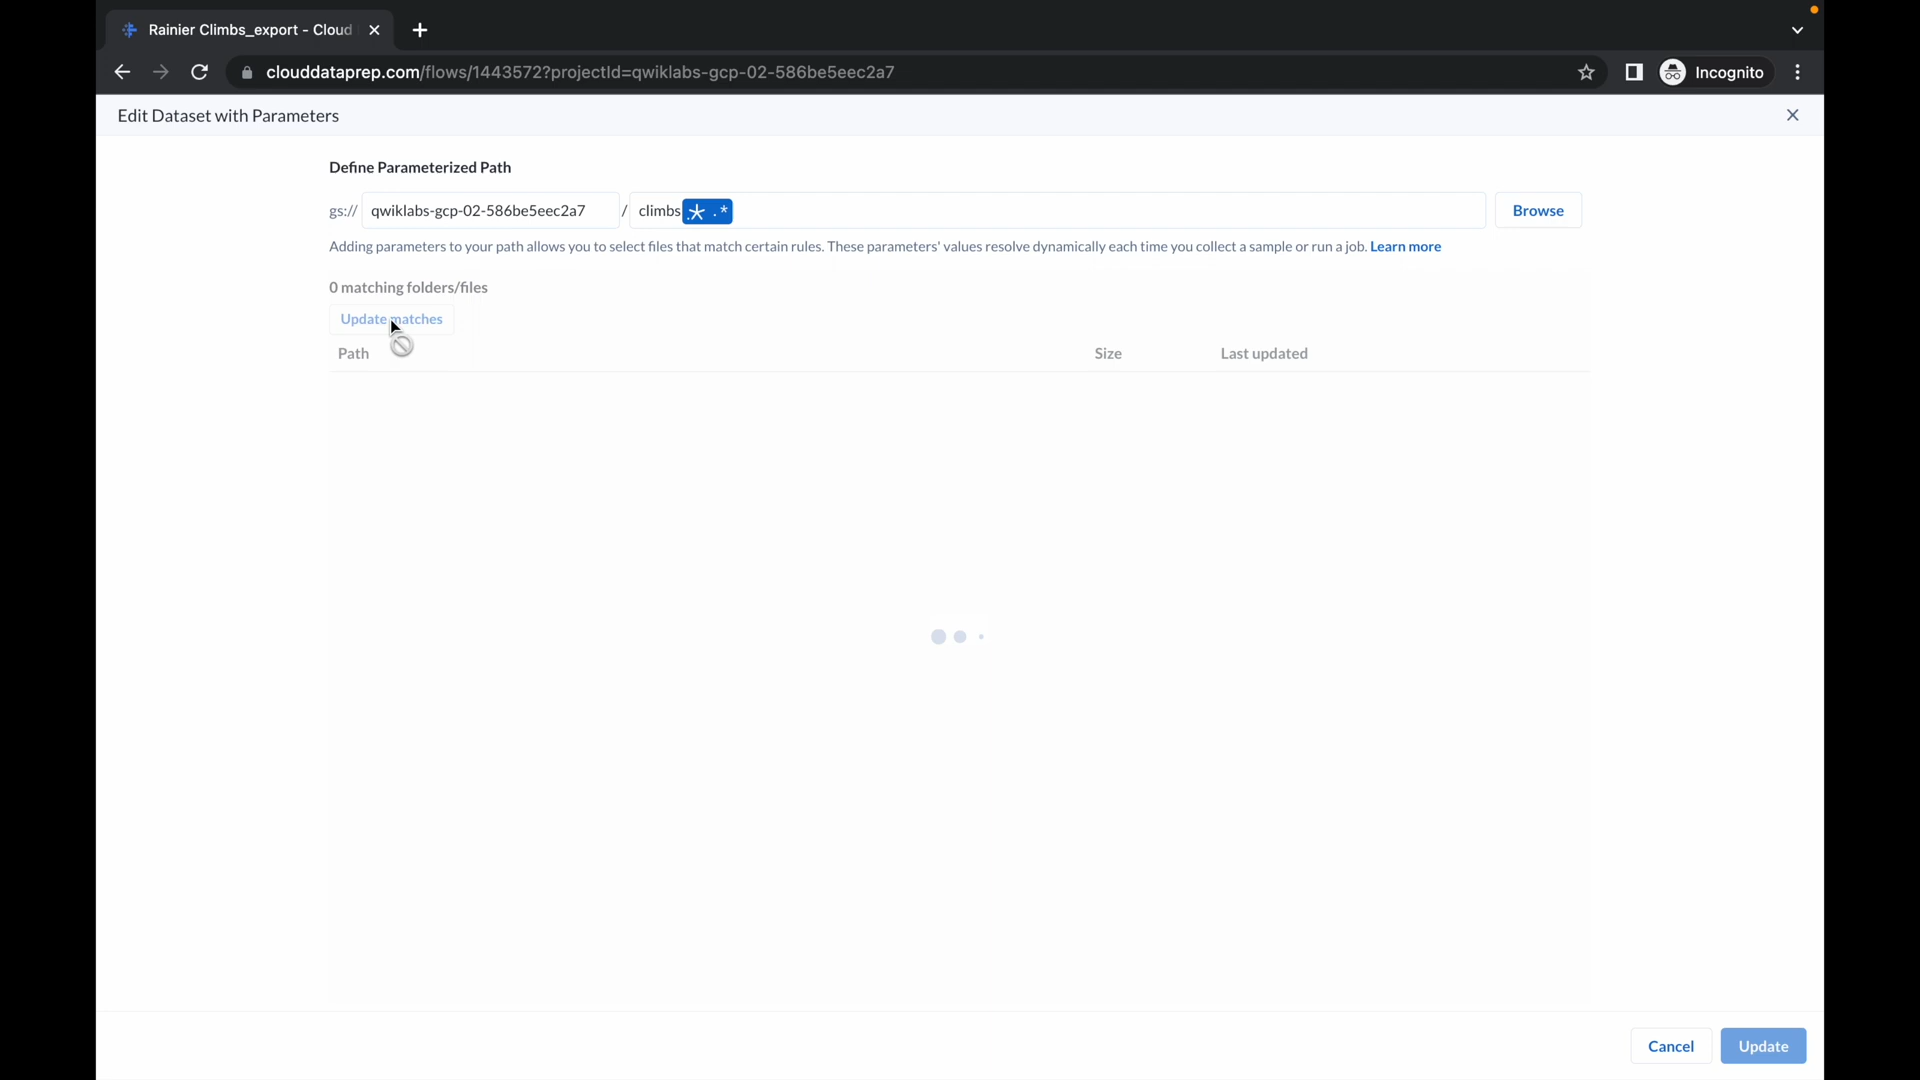 Rainier Climbs_export - Cloud
clouddataprep.com/flows/1443572?projectId=qwiklabs-gcp-02-586be5eec2a7
Incognito
Edit Dataset with Parameters
Define Parameterized Path
gs:// qwiklabs-gcp-02-586be5eec2a7 / climbs .* .* Browse
Adding parameters to your path allows you to select files that match certain rules. These parameters' values resolve dynamically each time you collect a sample or run a job. Learn more
0 matching folders/files
Update matches
Path Size Last updated
Cancel Update